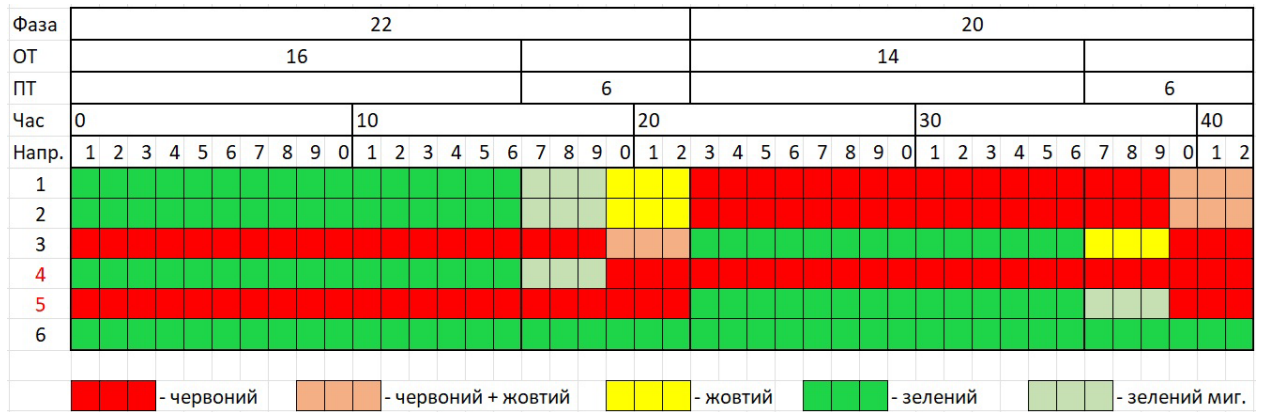 Фаза 22 20
ОТ 16 14
ПТ 6 6
Час 0 10 20 30 40
Напр. 1 2 3 4 5 6 7 8 9 0 1 2 3 4 5 6 7 8 9 0 1 2 3 4 5 6 7 8 9 0 1 2 3 4 5 6 7 8 9 0 1 2
1
2
3
4
5
6
- червоний - червоний + жовтий - жовтий - зелений - зелений миг.